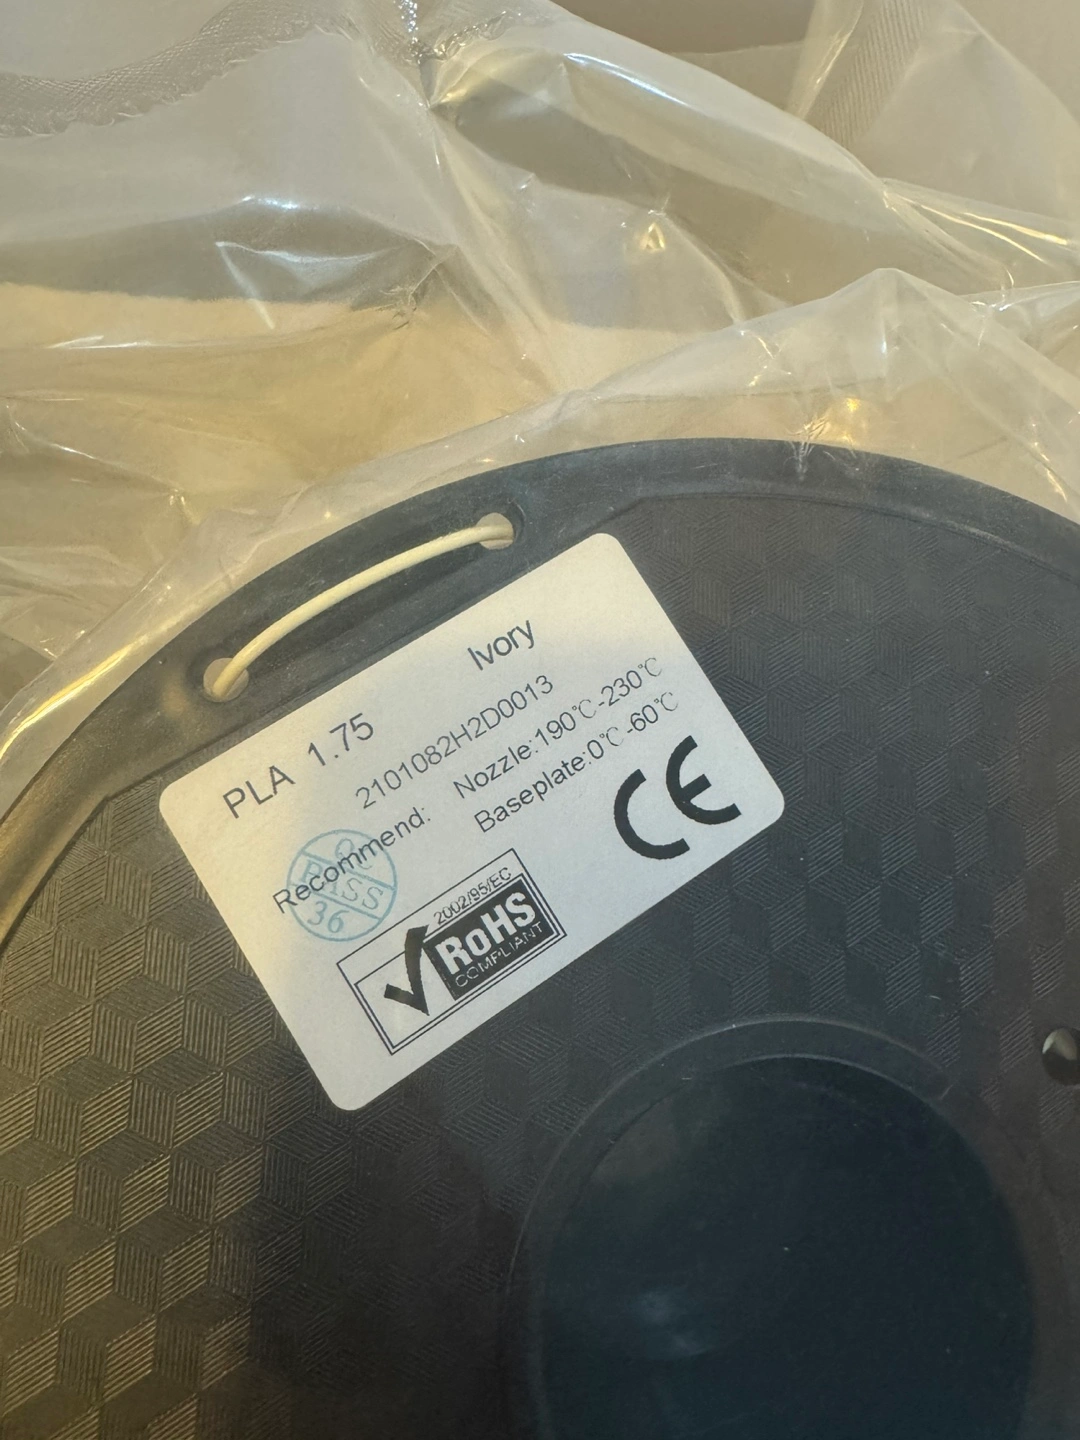 PLA 1.75 Ivory
2101082H2D0013
Recommend: Nozzle:190℃-230℃
Baseplate:0℃-60℃
QC
PASS
36
CE
2002/95/EC
RoHS
COMPLIANT